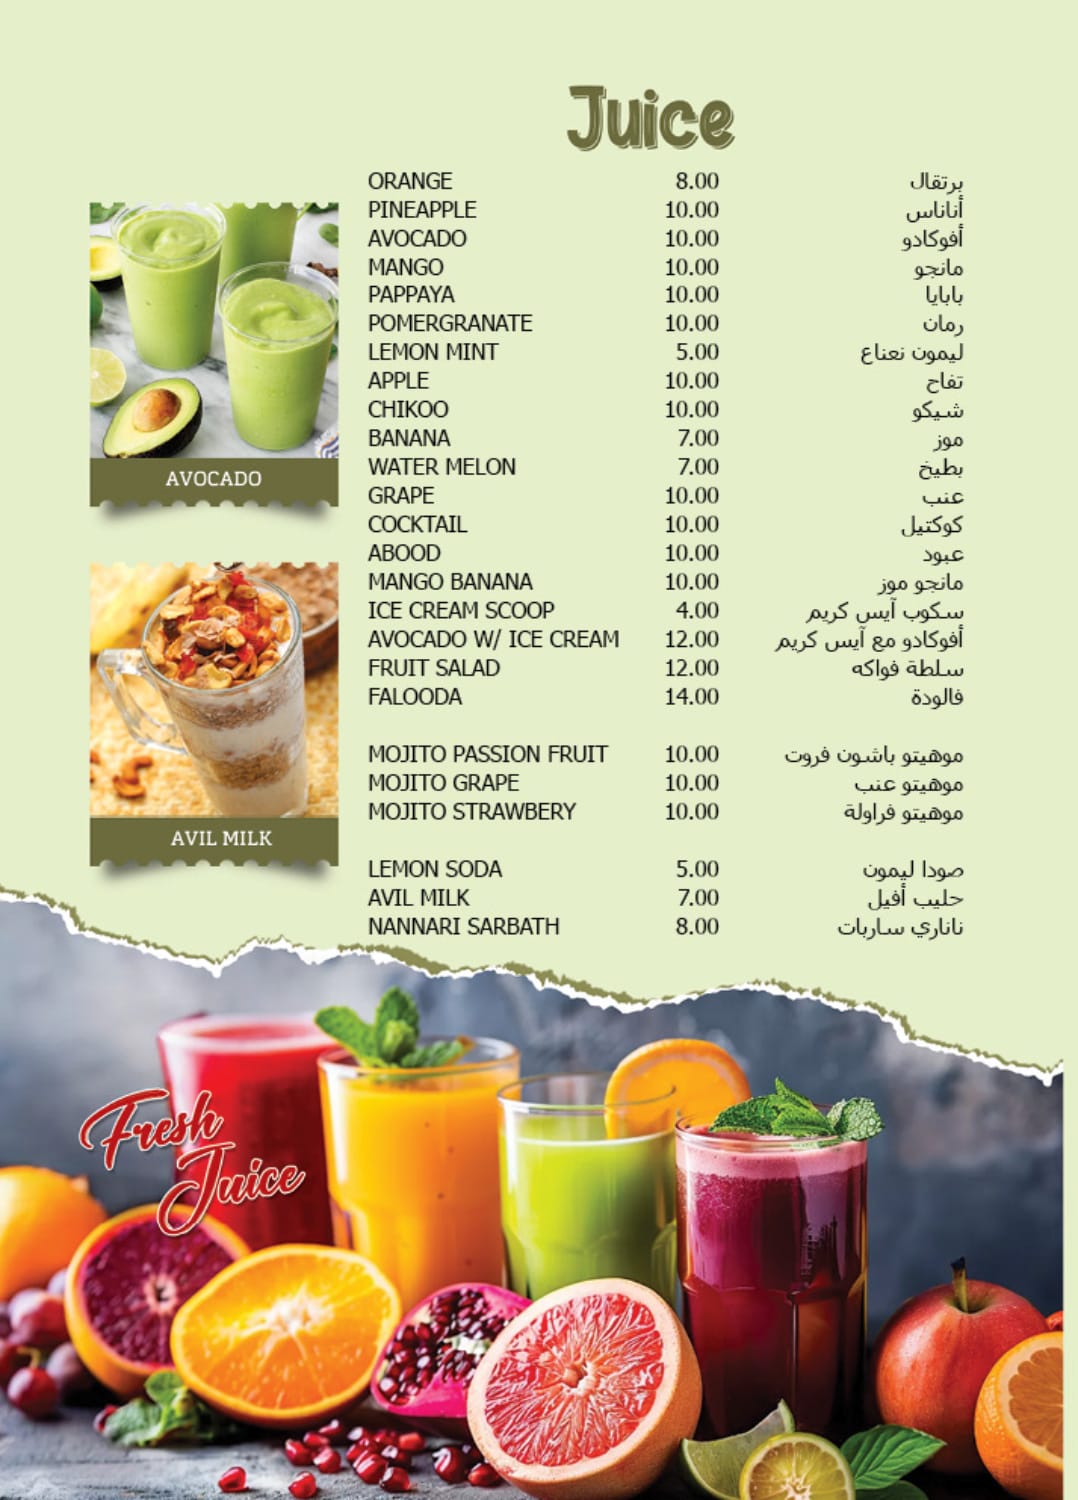 Juice
ORANGE 8.00 برتقال
PINEAPPLE 10.00 أناناس
AVOCADO 10.00 أفوكادو
MANGO 10.00 مانجو
PAPPAYA 10.00 بابايا
POMERGRANATE 10.00 رمان
LEMON MINT 5.00 ليمون نعناع
APPLE 10.00 تفاح
CHIKOO 10.00 شيكو
BANANA 7.00 موز
WATER MELON 7.00 بطيخ
GRAPE 10.00 عنب
COCKTAIL 10.00 كوكتيل
ABOOD 10.00 عبود
MANGO BANANA 10.00 مانجو موز
ICE CREAM SCOOP 4.00 سكوب آيس كريم
AVOCADO W/ ICE CREAM 12.00 أفوكادو مع آيس كريم
FRUIT SALAD 12.00 سلطة فواكه
FALOODA 14.00 فالودة
MOJITO PASSION FRUIT 10.00 موهيتو باشون فروت
MOJITO GRAPE 10.00 موهيتو عنب
MOJITO STRAWBERY 10.00 موهيتو فراولة
LEMON SODA 5.00 صودا ليمون
AVIL MILK 7.00 حليب أفيل
NANNARI SARBATH 8.00 ناناري ساربات
AVOCADO
AVIL MILK
Fresh
Juice